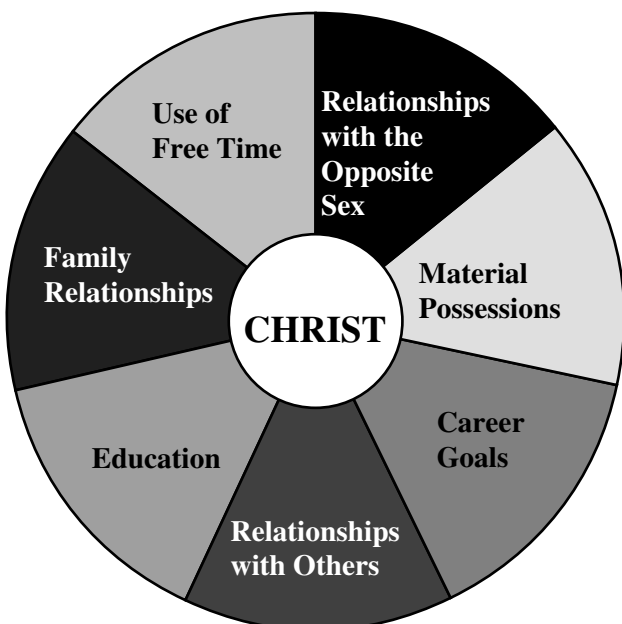 Use of
Free Time
Relationships
with the
Opposite
Sex
Family
Relationships
Material
Possessions
CHRIST
Career
Goals
Education
Relationships
with Others